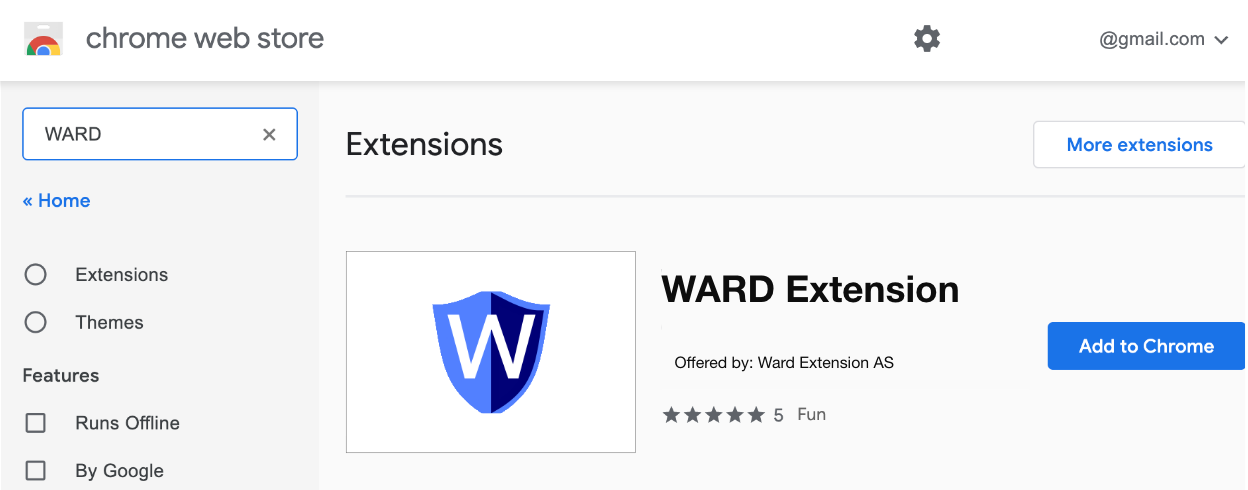 chrome web store
@gmail.com
WARD
Extensions
More extensions
« Home
Extensions
Themes
Features
Runs Offline
By Google
W
WARD Extension
Offered by: Ward Extension AS
5 Fun
Add to Chrome